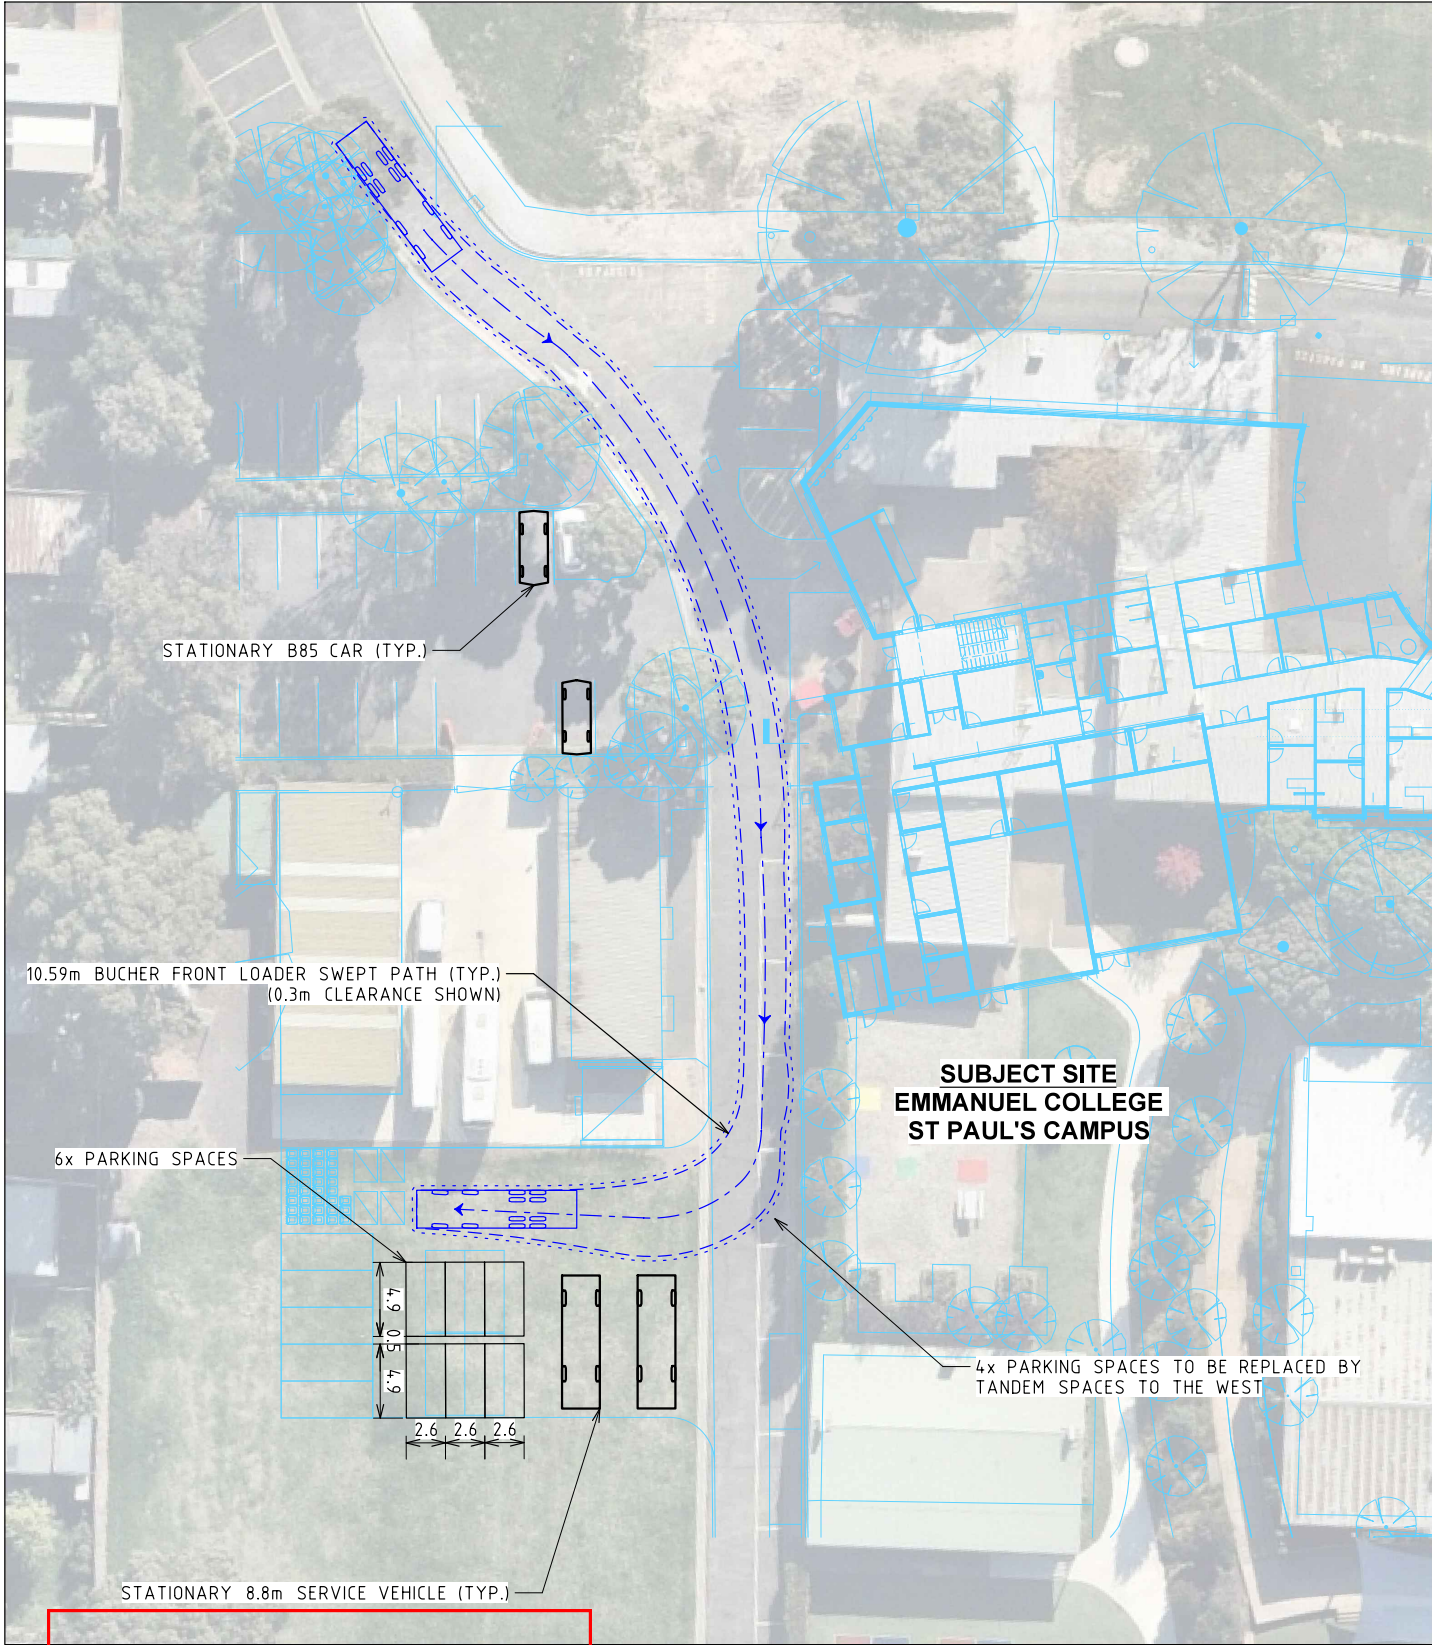 STATIONARY B85 CAR (TYP.)
10.59m BUCHER FRONT LOADER SWEPT PATH (TYP.)
(0.3m CLEARANCE SHOWN)
SUBJECT SITE
EMMANUEL COLLEGE
ST PAUL'S CAMPUS
6x PARKING SPACES
4.9
0.5
4.9
2.6 2.6 2.6
4x PARKING SPACES TO BE REPLACED BY
TANDEM SPACES TO THE WEST
STATIONARY 8.8m SERVICE VEHICLE (TYP.)